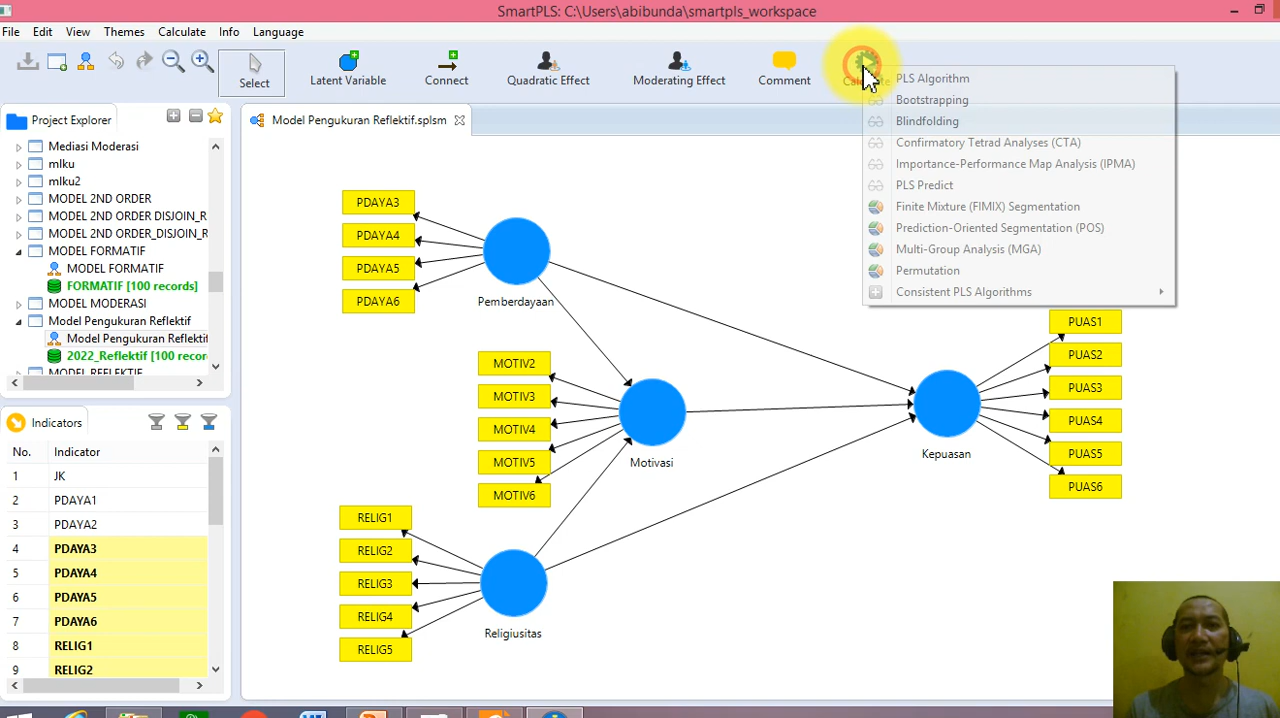 SmartPLS: C:\Users\abibunda\smartpls_workspace
File Edit View Themes Calculate Info Language
Select
Latent Variable
Connect
Quadratic Effect
Moderating Effect
Comment
PLS Algorithm
Bootstrapping
Blindfolding
Confirmatory Tetrad Analyses (CTA)
Importance-Performance Map Analysis (IPMA)
PLS Predict
Finite Mixture (FIMIX) Segmentation
Prediction-Oriented Segmentation (POS)
Multi-Group Analysis (MGA)
Permutation
Consistent PLS Algorithms
Project Explorer
Mediasi Moderasi
mlku
mlku2
MODEL 2ND ORDER
MODEL 2ND ORDER DISJOIN_R
MODEL 2ND ORDER_DISJOIN_R
MODEL FORMATIF
MODEL FORMATIF
FORMATIF [100 records]
MODEL MODERASI
Model Pengukuran Reflektif
Model Pengukuran Reflektif
2022_Reflektif [100 recor
MODEL REFLEKTIF
Indicators
No. Indicator
1 JK
2 PDAYA1
3 PDAYA2
4 PDAYA3
5 PDAYA4
6 PDAYA5
7 PDAYA6
8 RELIG1
9 RELIG2
Model Pengukuran Reflektif.splsm
PDAYA3
PDAYA4
PDAYA5
PDAYA6
Pemberdayaan
MOTIV2
MOTIV3
MOTIV4
MOTIV5
MOTIV6
Motivasi
RELIG1
RELIG2
RELIG3
RELIG4
RELIG5
Religiusitas
Kepuasan
PUAS1
PUAS2
PUAS3
PUAS4
PUAS5
PUAS6